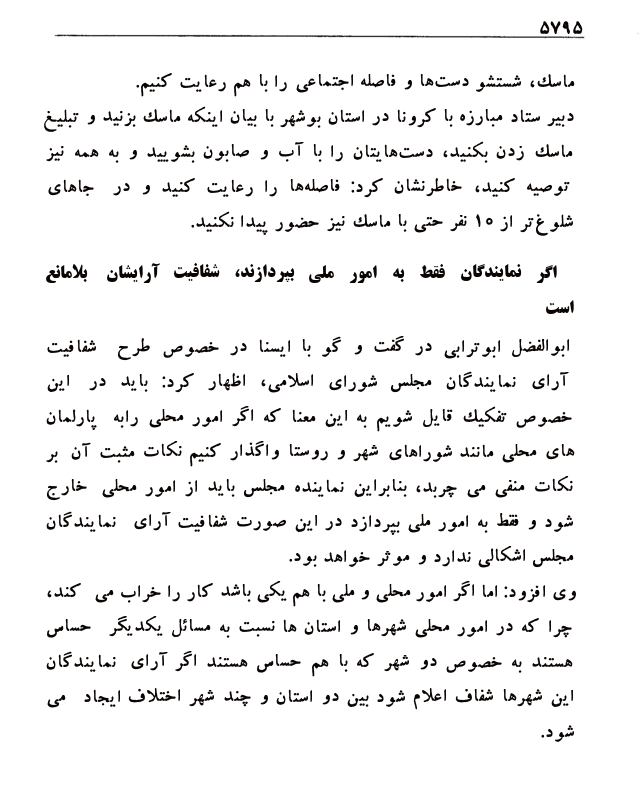 ۵۷۹۵
ماسك، شستشو دست‌ها و فاصله اجتماعی را با هم رعایت کنیم.
دبیر ستاد مبارزه با کرونا در استان بوشهر با بیان اینکه ماسك بزنید و تبلیغ
ماسك زدن بکنید، دست‌هایتان را با آب و صابون بشویید و به همه نیز
توصیه کنید، خاطرنشان کرد: فاصله‌ها را رعایت کنید و در جاهای
شلوغ‌تر از ۱۰ نفر حتی با ماسك نیز حضور پیدا نکنید.
اگر نمایندگان فقط به امور ملی بپردازند، شفافیت آرایشان بلامانع
است
ابوالفضل ابوترابی در گفت و گو با ایسنا در خصوص طرح شفافیت
آرای نمایندگان مجلس شورای اسلامی، اظهار کرد: باید در این
خصوص تفکیك قایل شویم به این معنا که اگر امور محلی رابه پارلمان
های محلی مانند شوراهای شهر و روستا واگذار کنیم نکات مثبت آن بر
نکات منفی می چربد، بنابراین نماینده مجلس باید از امور محلی خارج
شود و فقط به امور ملی بپردازد در این صورت شفافیت آرای نمایندگان
مجلس اشکالی ندارد و موثر خواهد بود.
وی افزود: اما اگر امور محلی و ملی با هم یکی باشد کار را خراب می کند،
چرا که در امور محلی شهرها و استان ها نسبت به مسائل یکدیگر حساس
هستند به خصوص دو شهر که با هم حساس هستند اگر آرای نمایندگان
این شهرها شفاف اعلام شود بین دو استان و چند شهر اختلاف ایجاد می
شود.